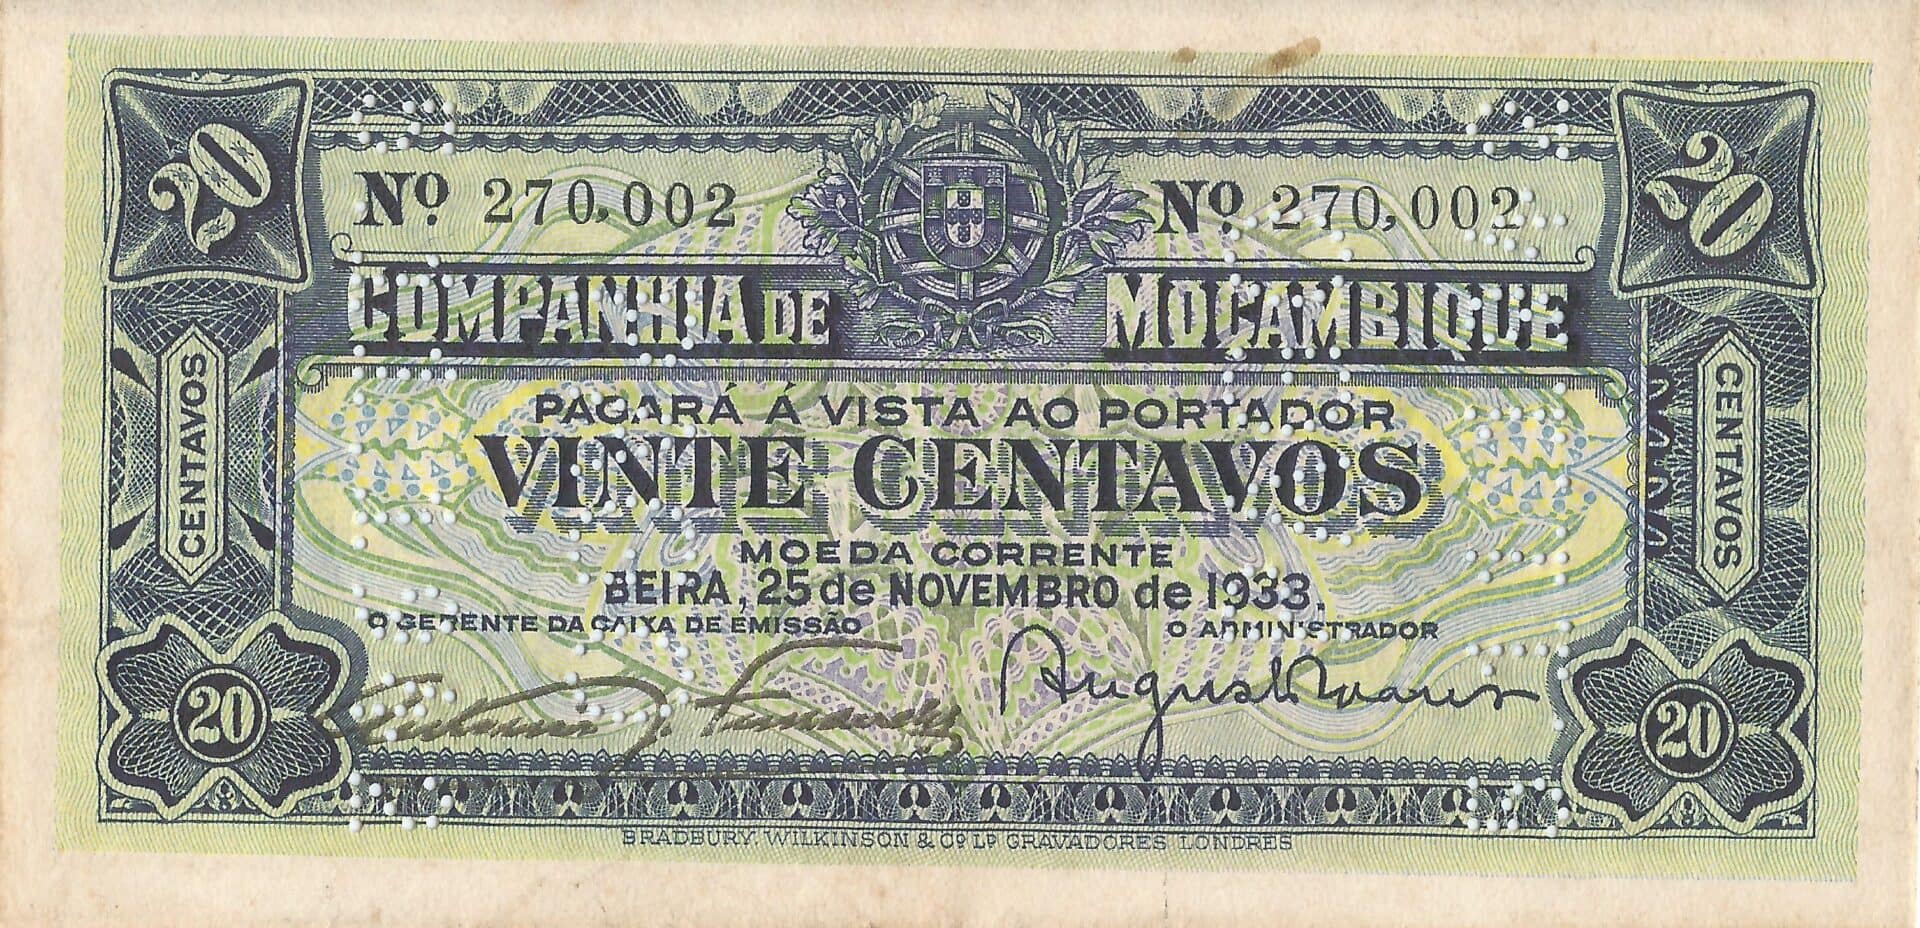 20
20
Nº 270,002
Nº 270,002
COMPANHIA DE MOÇAMBIQUE
CENTAVOS
CENTAVOS
PAGARÁ Á VISTA AO PORTADOR
VINTE CENTAVOS
MOEDA CORRENTE
BEIRA, 25 de NOVEMBRO de 1933.
O GERENTE DA CAIXA DE EMISSÃO
O ADMINISTRADOR
20
20
BRADBURY, WILKINSON & Cº Lᴰ GRAVADORES LONDRES